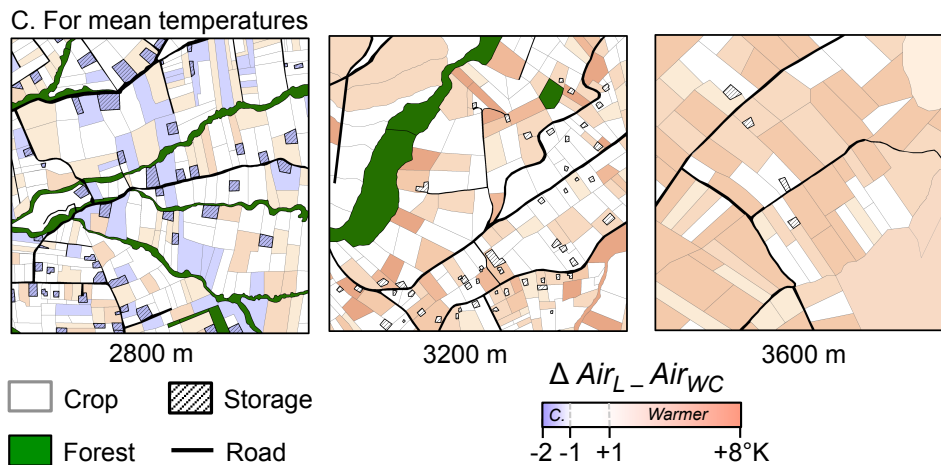 C. For mean temperatures
2800 m 3200 m 3600 m
Crop Storage
Forest Road
Δ Air_L – Air_WC
C. Warmer
-2 -1 +1 +8°K